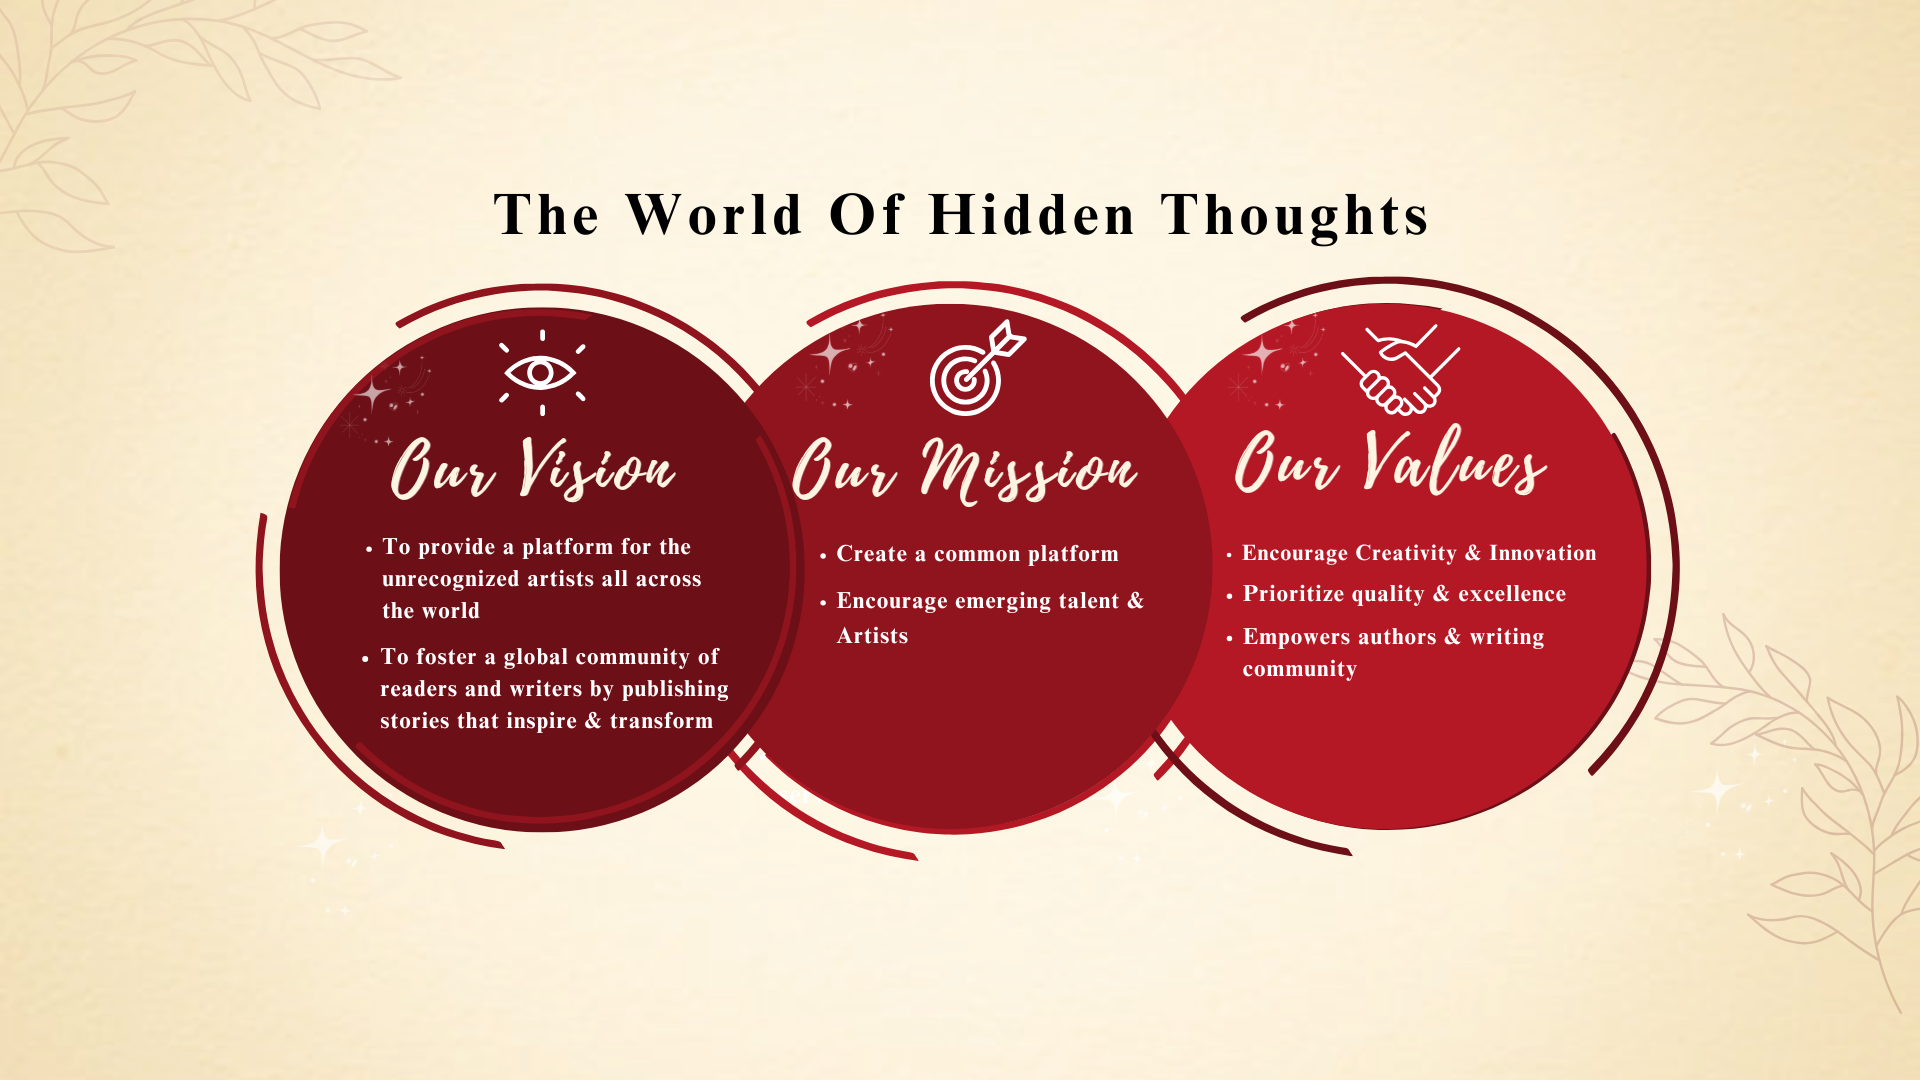 The World Of Hidden Thoughts
Our Vision
• To provide a platform for the
unrecognized artists all across
the world
• To foster a global community of
readers and writers by publishing
stories that inspire & transform
Our Mission
• Create a common platform
• Encourage emerging talent &
Artists
Our Values
• Encourage Creativity & Innovation
• Prioritize quality & excellence
• Empowers authors & writing
community